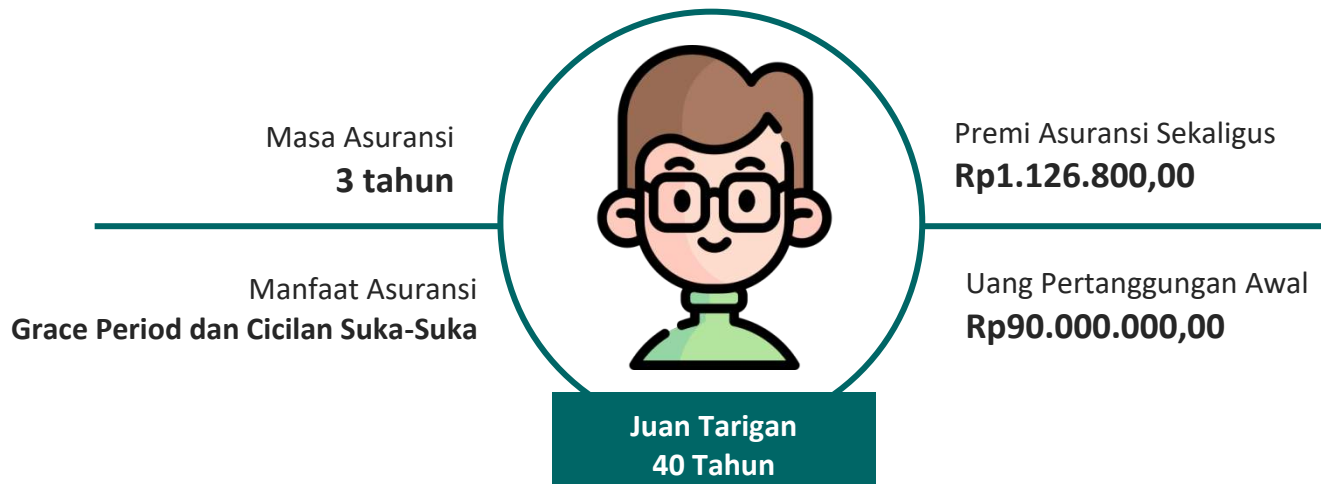 Masa Asuransi
3 tahun
Premi Asuransi Sekaligus
Rp1.126.800,00
Manfaat Asuransi
Grace Period dan Cicilan Suka-Suka
Uang Pertanggungan Awal
Rp90.000.000,00
Juan Tarigan
40 Tahun